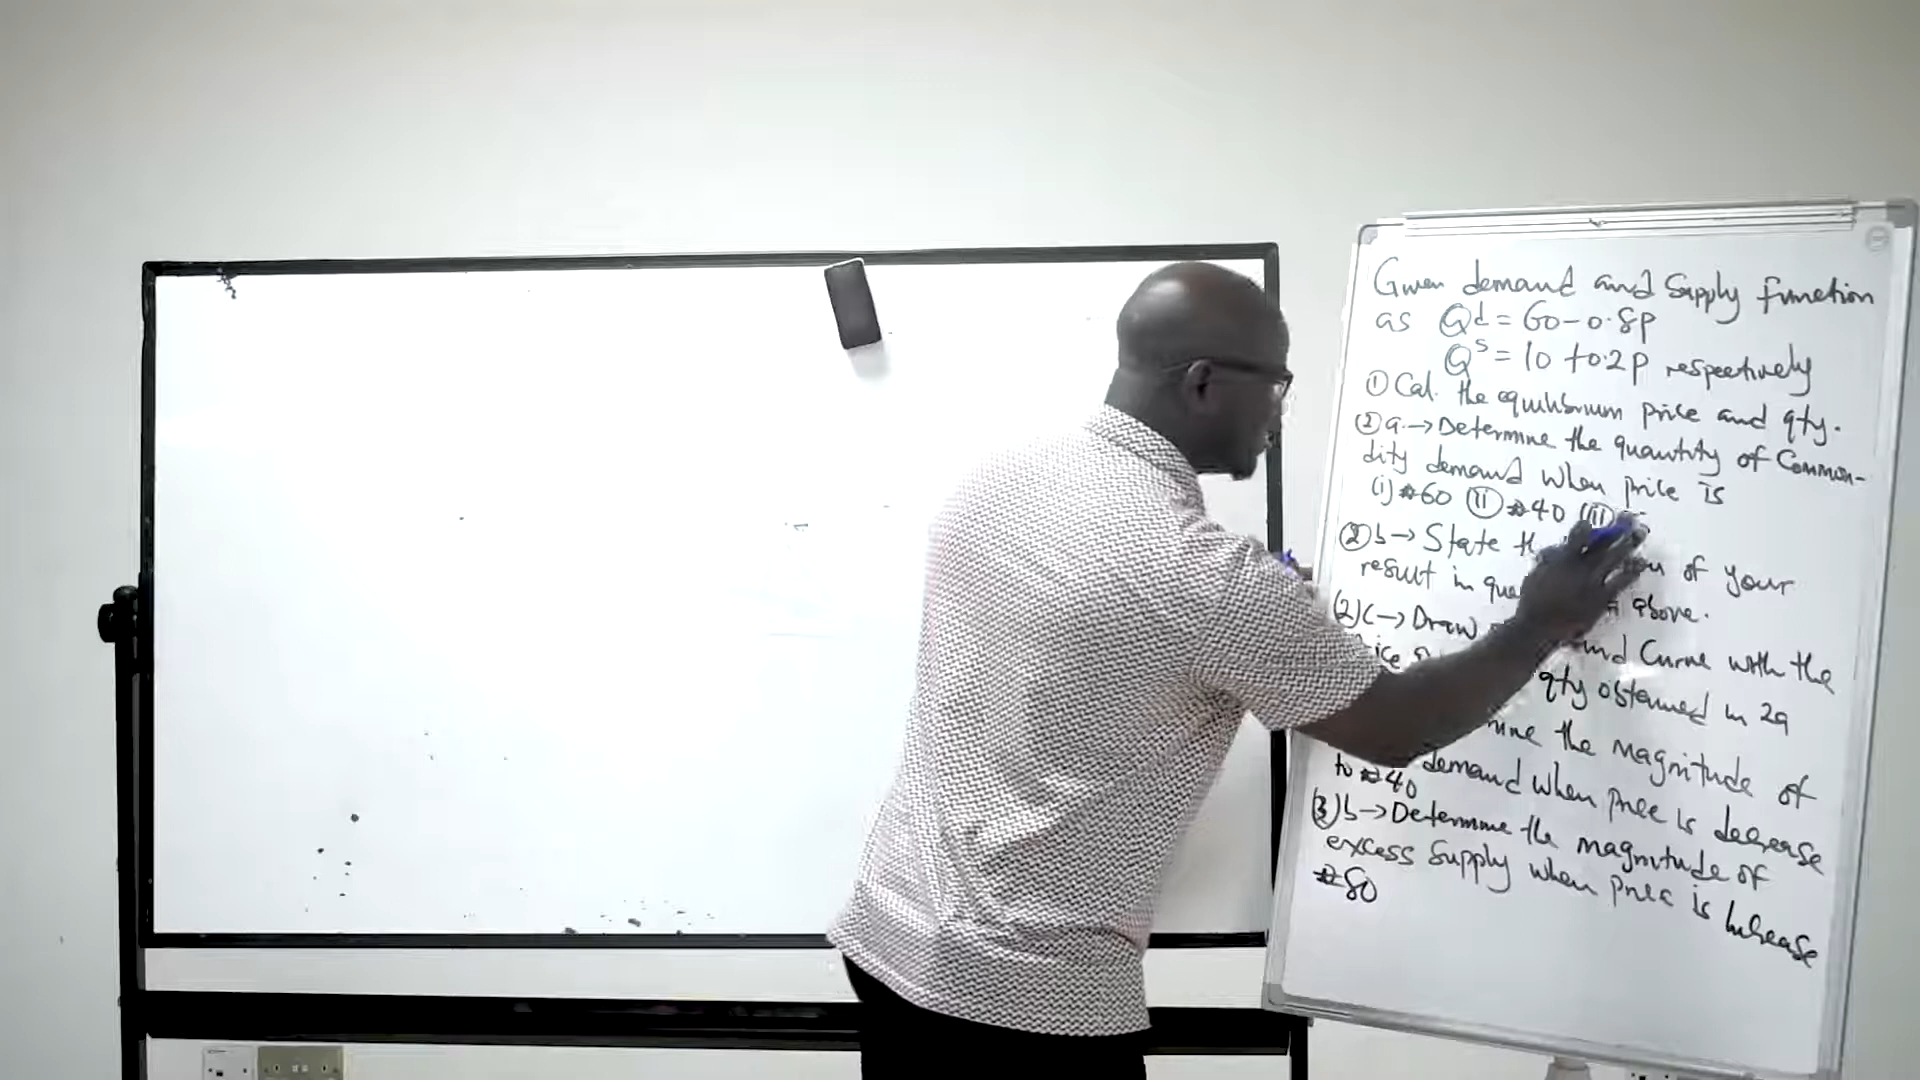 Given demand and Supply function
as Qd = 60 - 0.8p
Qs = 10 + 0.2p respectively
① Cal. the equilibrium price and qty.
② a. → Determine the quantity of Commo-
dity demand when price is
(i) ₦60 (ii) ₦40 (iii)
② b → State the of your
result in above.
(2)c → Draw Curve with the
qty obtained in 2a
the magnitude of
demand when price is decrease
to ₦40
(3)b → Determine the magnitude of
excess supply when price is increase
₦80